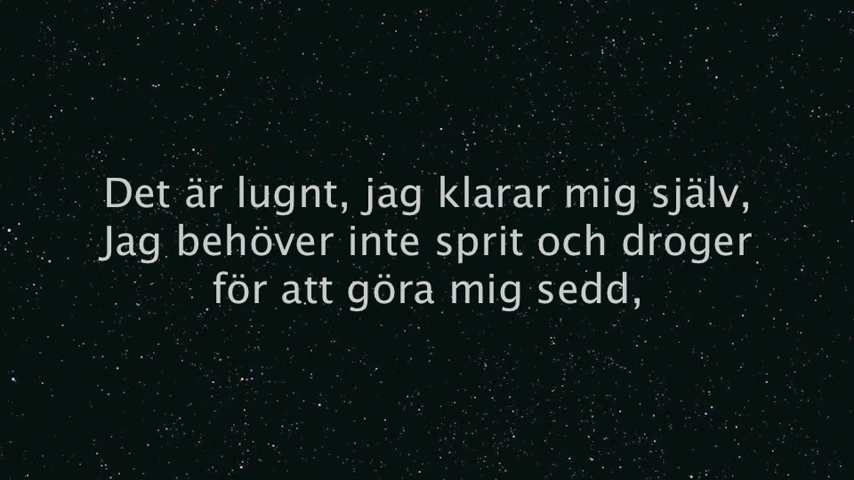 Det är lugnt, jag klarar mig själv,
Jag behöver inte sprit och droger
för att göra mig sedd,